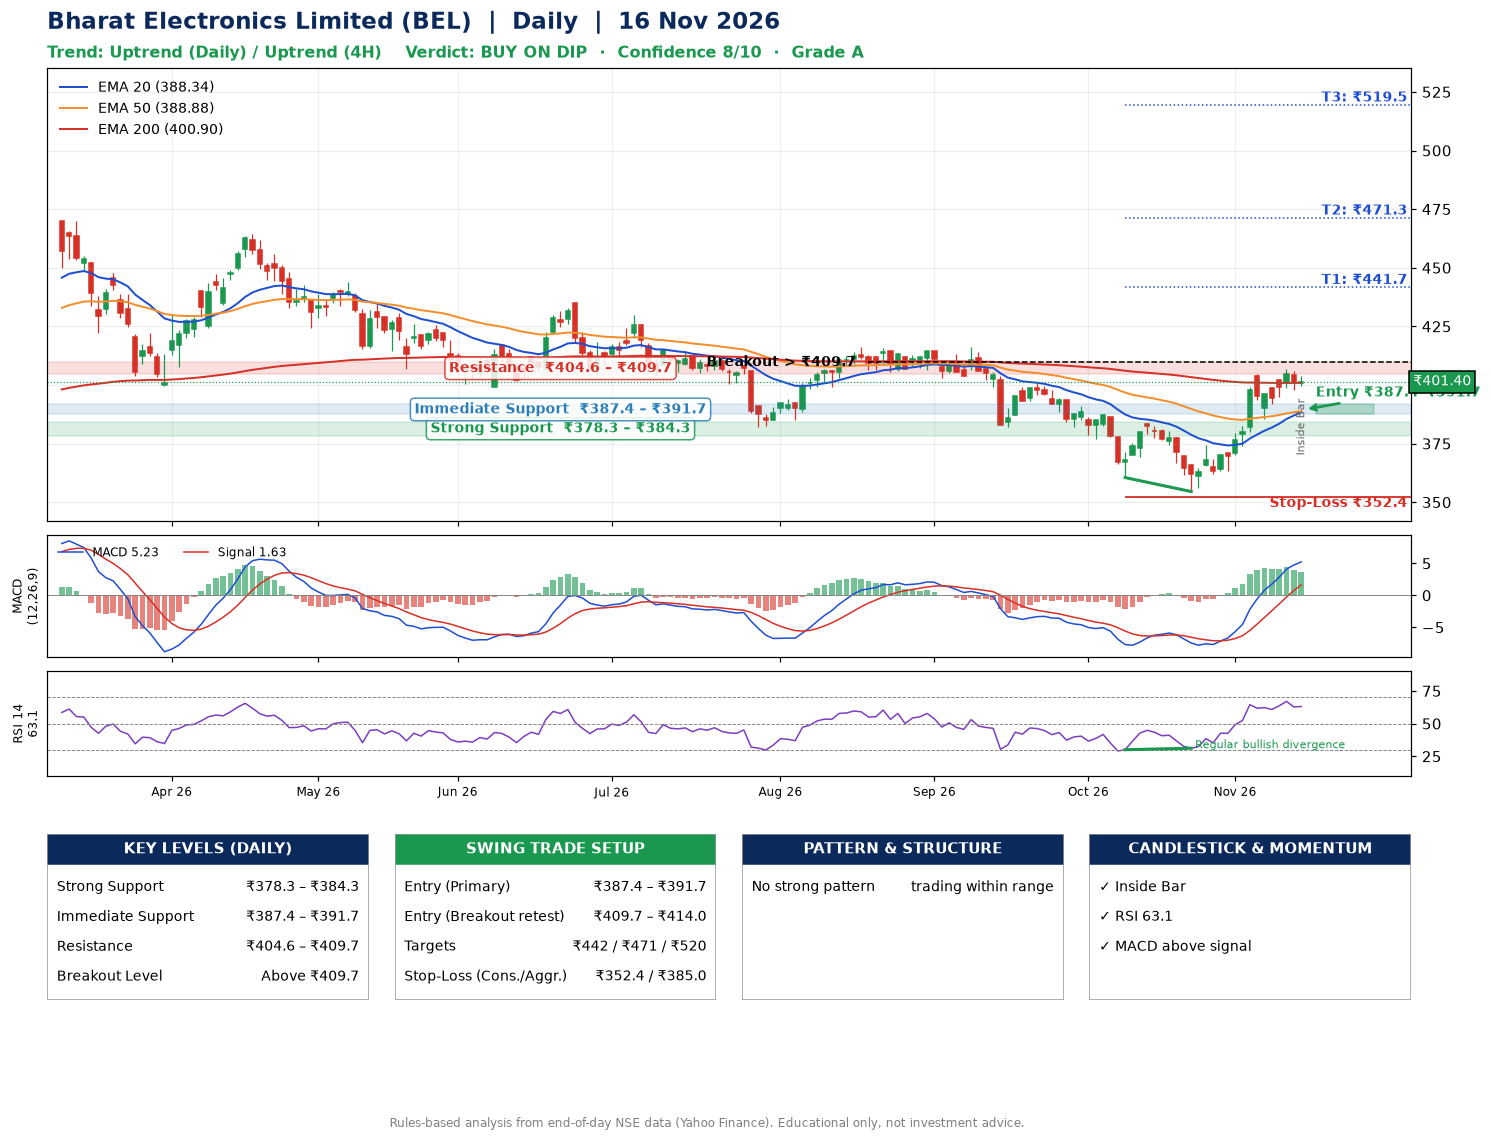 Bharat Electronics Limited (BEL) | Daily | 16 Nov 2026
Trend: Uptrend (Daily) / Uptrend (4H) Verdict: BUY ON DIP · Confidence 8/10 · Grade A
EMA 20 (388.34)
EMA 50 (388.88)
EMA 200 (400.90)
T3: ₹519.5
T2: ₹471.3
T1: ₹441.7
Breakout > ₹409.7
Resistance ₹404.6 – ₹409.7
₹401.40
Entry ₹387.4
Immediate Support ₹387.4 – ₹391.7
Strong Support ₹378.3 – ₹384.3
Inside Bar
Stop-Loss ₹352.4
525
500
475
450
425
375
350
MACD 5.23 Signal 1.63
MACD
(12,26,9)
5
0
−5
RSI 14
63.1
75
50
25
Regular bullish divergence
Apr 26 May 26 Jun 26 Jul 26 Aug 26 Sep 26 Oct 26 Nov 26
KEY LEVELS (DAILY)
Strong Support ₹378.3 – ₹384.3
Immediate Support ₹387.4 – ₹391.7
Resistance ₹404.6 – ₹409.7
Breakout Level Above ₹409.7
SWING TRADE SETUP
Entry (Primary) ₹387.4 – ₹391.7
Entry (Breakout retest) ₹409.7 – ₹414.0
Targets ₹442 / ₹471 / ₹520
Stop-Loss (Cons./Aggr.) ₹352.4 / ₹385.0
PATTERN & STRUCTURE
No strong pattern trading within range
CANDLESTICK & MOMENTUM
✓ Inside Bar
✓ RSI 63.1
✓ MACD above signal
Rules-based analysis from end-of-day NSE data (Yahoo Finance). Educational only, not investment advice.